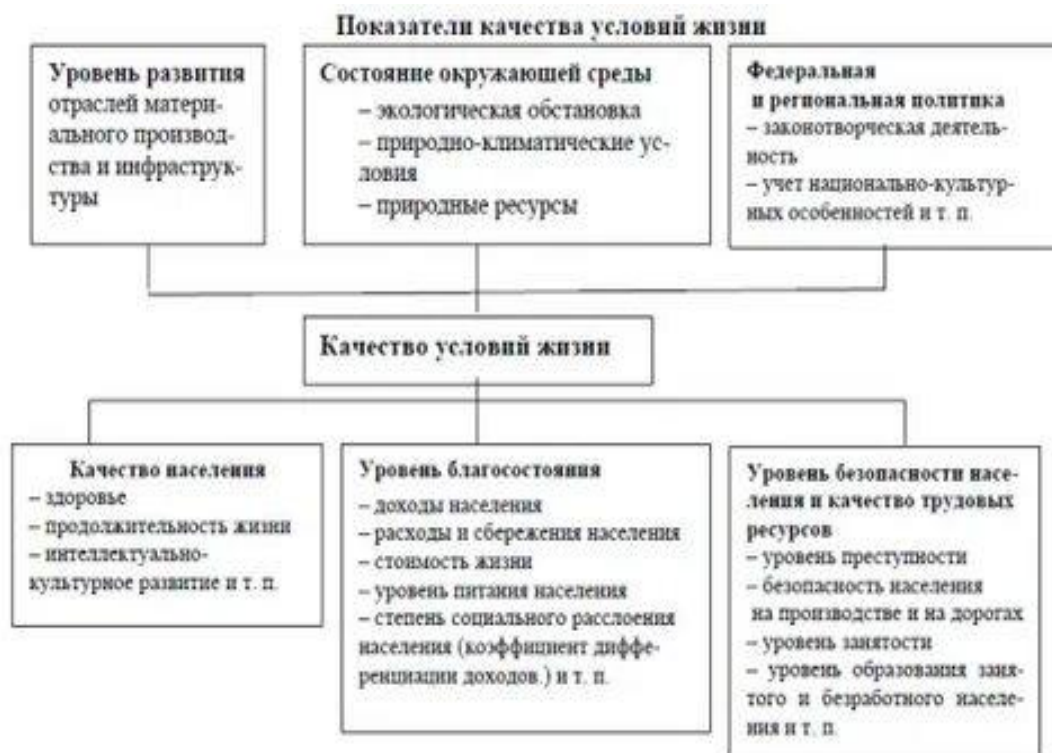 Показатели качества условий жизни
Уровень развития
отраслей матери-
ального производ-
ства и инфраструк-
туры
Состояние окружающей среды
– экологическая обстановка
– природно-климатические ус-
ловия
– природные ресурсы
Федеральная
и региональная политика
– законотворческая деятель-
ность
– учет национально-культур-
ных особенностей и т. п.
Качество условий жизни
Качество населения
– здоровье
– продолжительность жизни
– интеллектуально-
культурное развитие и т. п.
Уровень благосостояния
– доходы населения
– расходы и сбережения населения
– стоимость жизни
– уровень питания населения
– степень социального расслоения
населения (коэффициент диффе-
ренциации доходов.) и т. п.
Уровень безопасности насе-
ления и качество трудовых
ресурсов
– уровень преступности
– безопасность населения
на производстве и на дорогах
– уровень занятости
– уровень образования заня-
того и безработного населе-
ния и т. п.